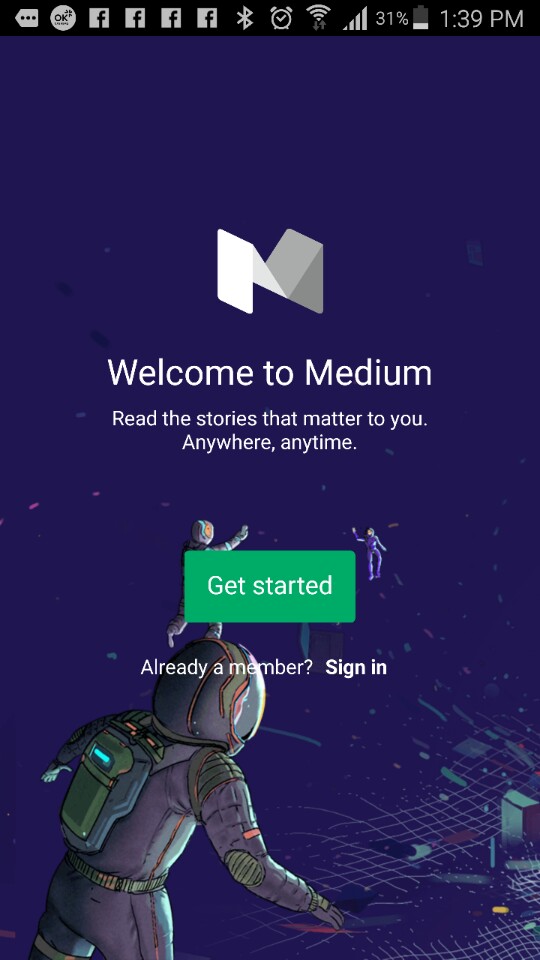 OK
31% 1:39 PM
Welcome to Medium
Read the stories that matter to you.
Anywhere, anytime.
Get started
Already a member? Sign in